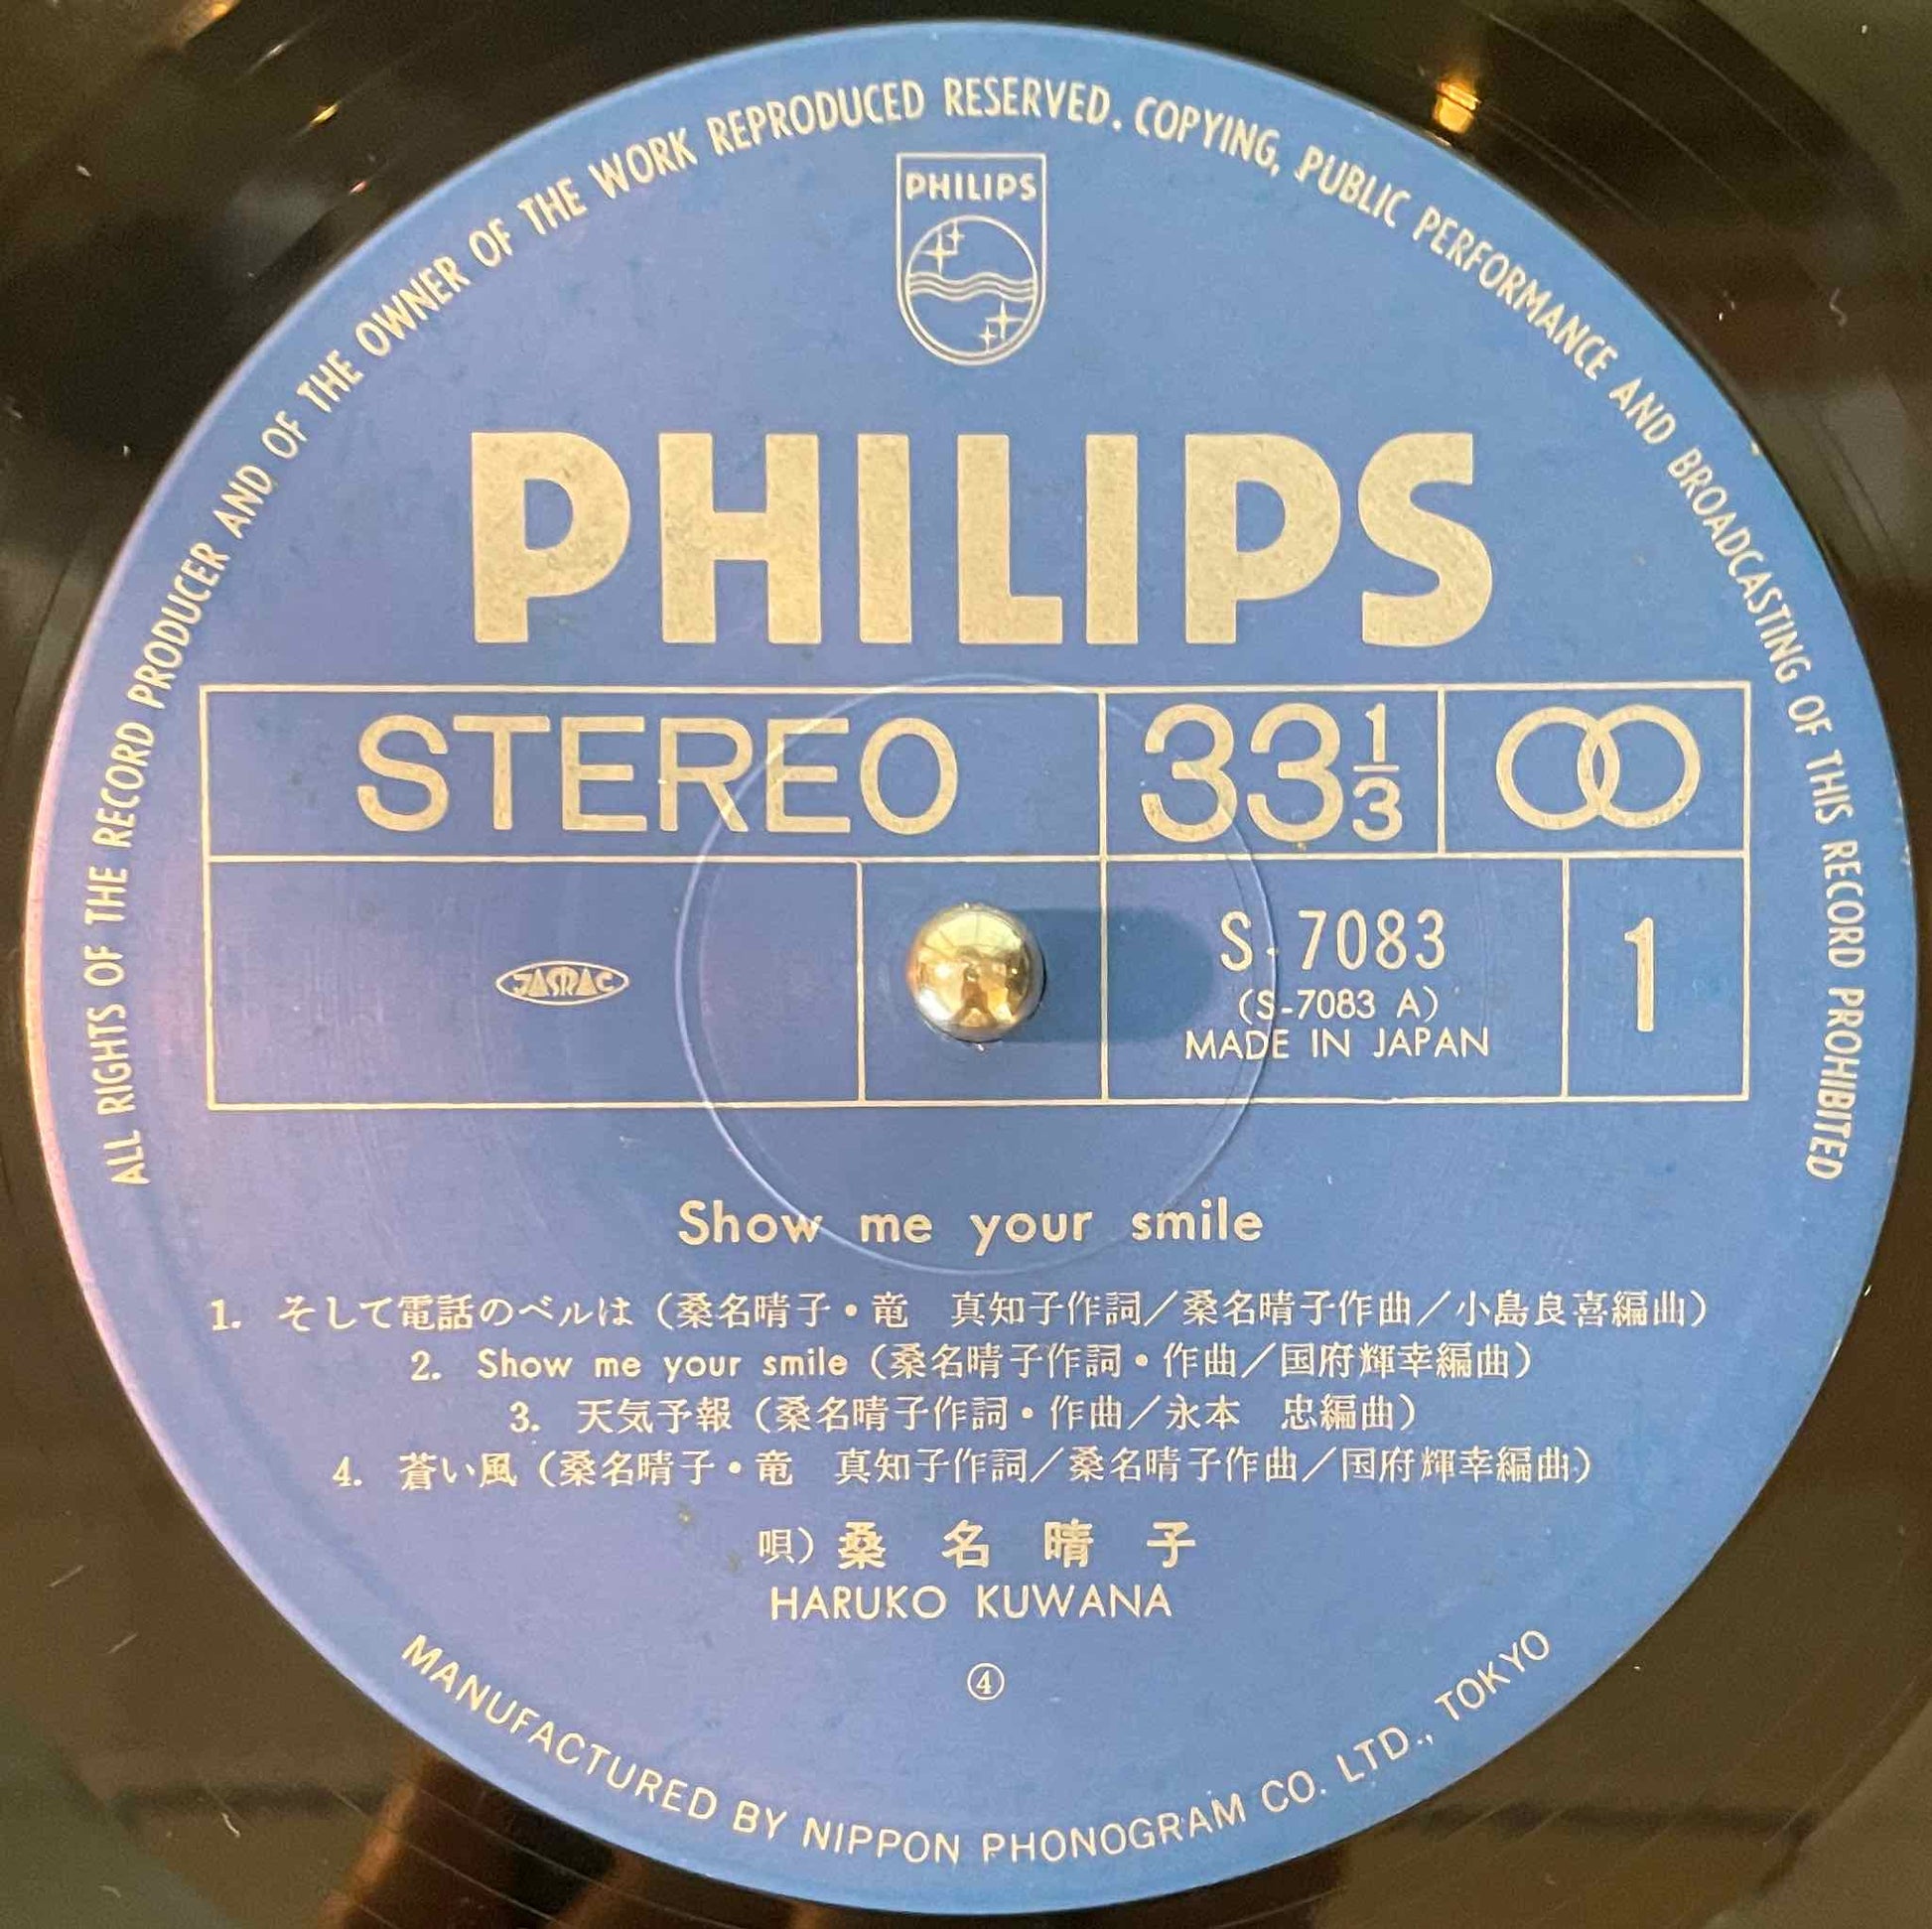 ALL RIGHTS OF THE RECORD PRODUCER AND OF THE OWNER OF THE WORK REPRODUCED RESERVED. COPYING, PUBLIC PERFORMANCE AND BROADCASTING OF THIS RECORD PROHIBITED
PHILIPS
PHILIPS
STEREO 33 1/3
JASRAC
S-7083
(S-7083 A)
MADE IN JAPAN
1
Show me your smile
1. そして電話のベルは（桑名晴子・竜　真知子作詞／桑名晴子作曲／小島良喜編曲）
2. Show me your smile（桑名晴子作詞・作曲／国府輝幸編曲）
3. 天気予報（桑名晴子作詞・作曲／永本　忠編曲）
4. 蒼い風（桑名晴子・竜　真知子作詞／桑名晴子作曲／国府輝幸編曲）
唄）桑名晴子
HARUKO KUWANA
④
MANUFACTURED BY NIPPON PHONOGRAM CO. LTD., TOKYO